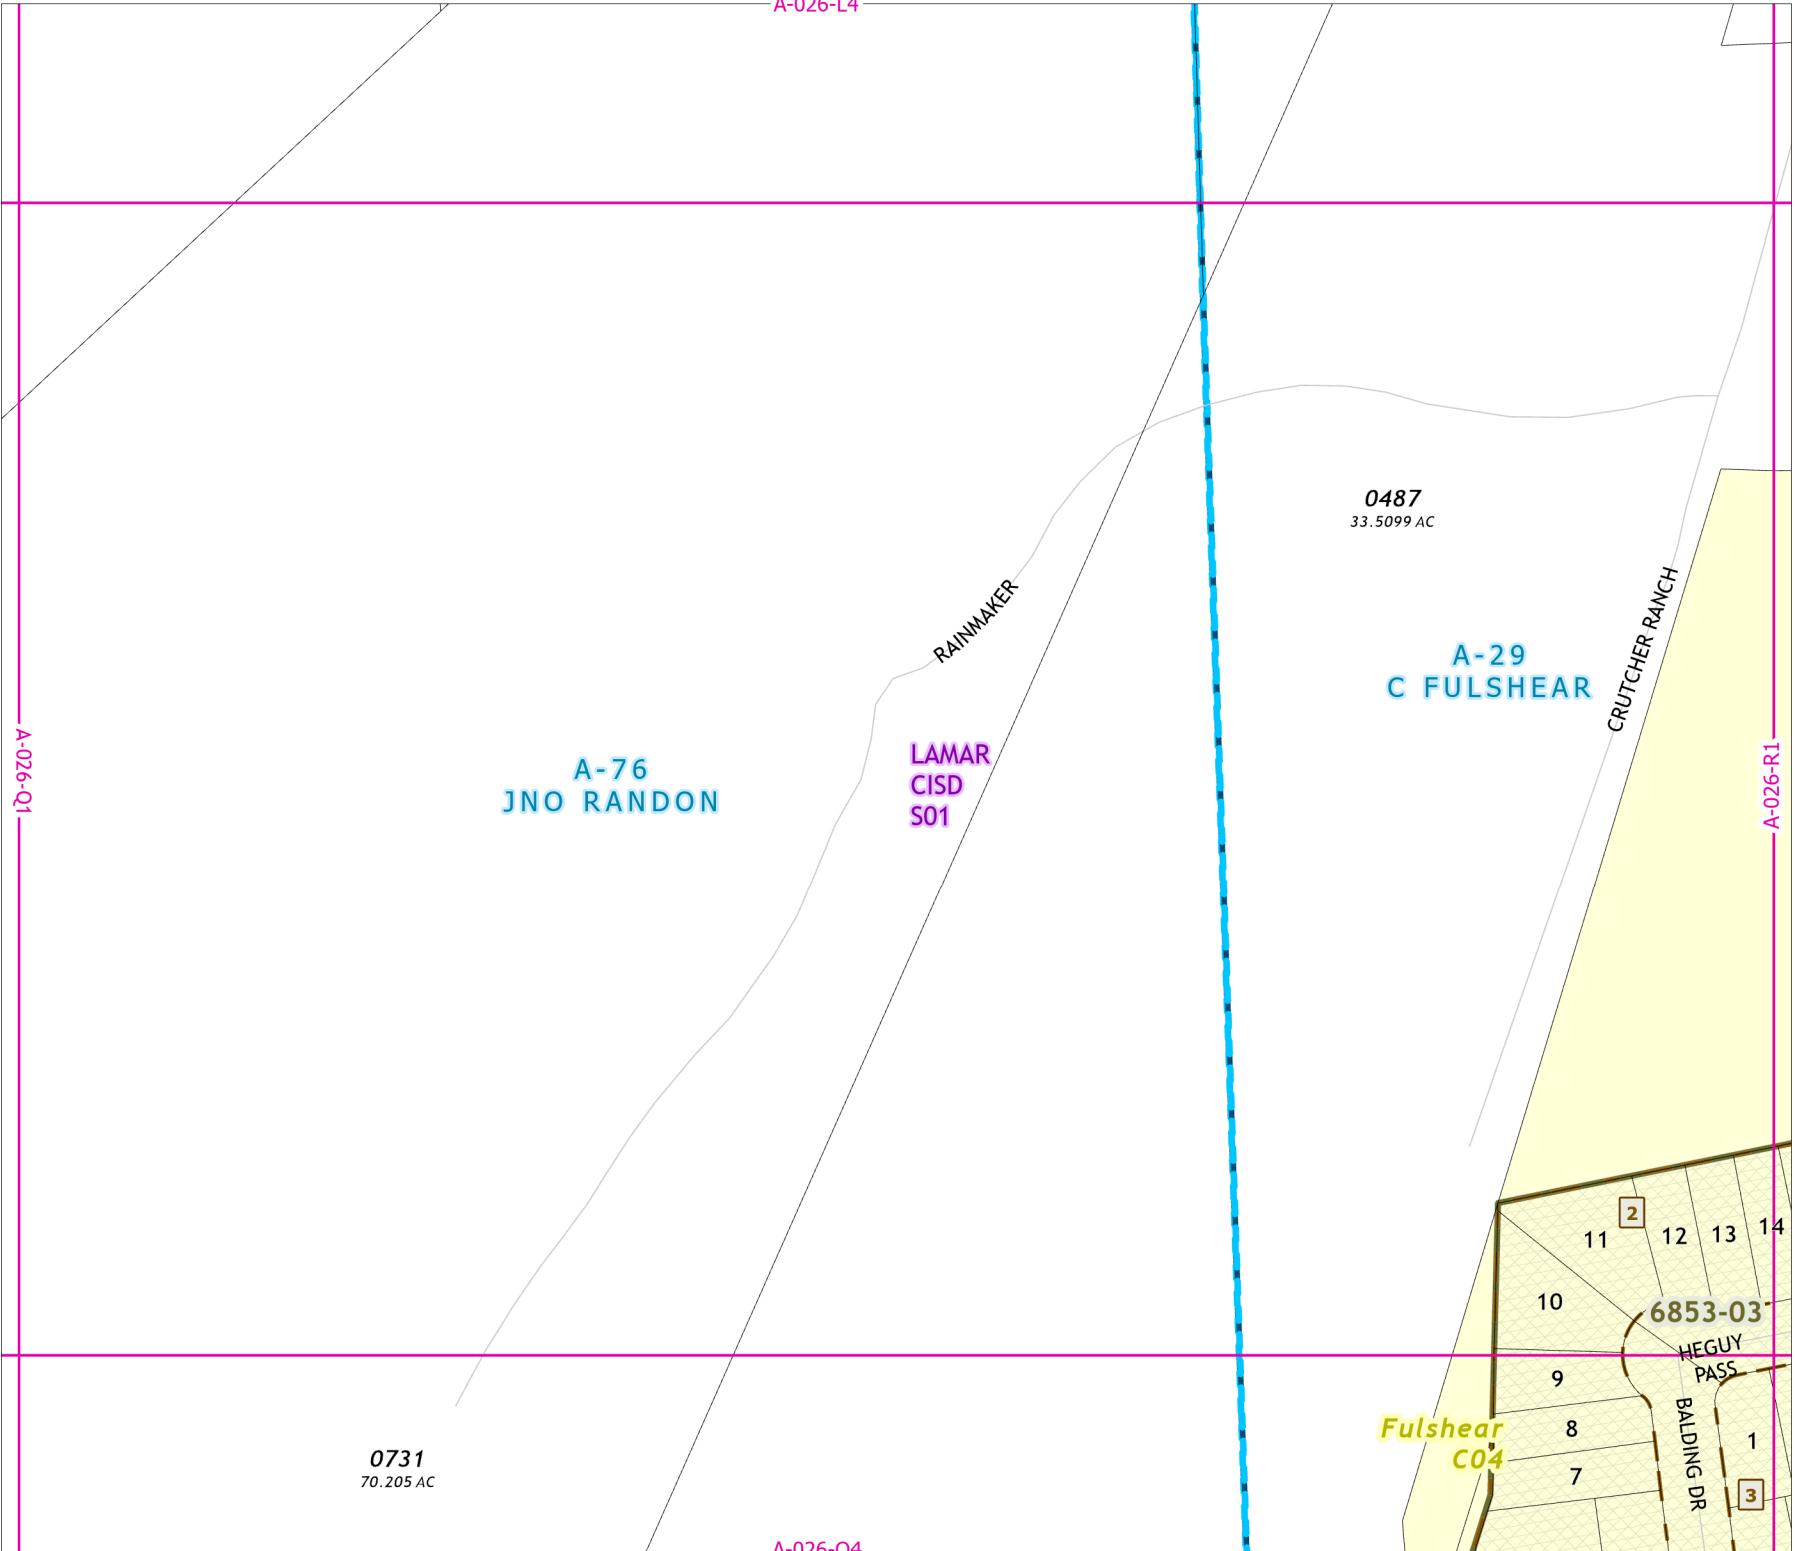 A-026-L4
0487
33.5099 AC
RAINMAKER
CRUTCHER RANCH
A-29
C FULSHEAR
A-026-Q1
A-76
JNO RANDON
LAMAR
CISD
S01
A-026-R1
2
11
12
13
14
10
6853-03
HEGUY
PASS
9
8
7
BALDING DR
1
3
Fulshear
C04
0731
70.205 AC
A-026-Q4